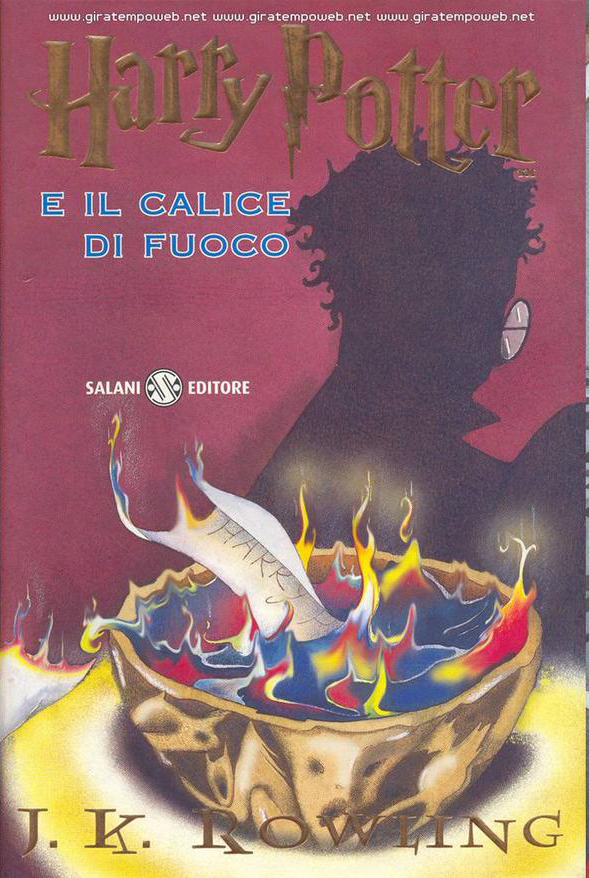 www.giratempoweb.net www.giratempoweb.net www.giratempoweb.net
Harry Potter
E IL CALICE
DI FUOCO
SALANI EDITORE
HARRY
J. K. ROWLING